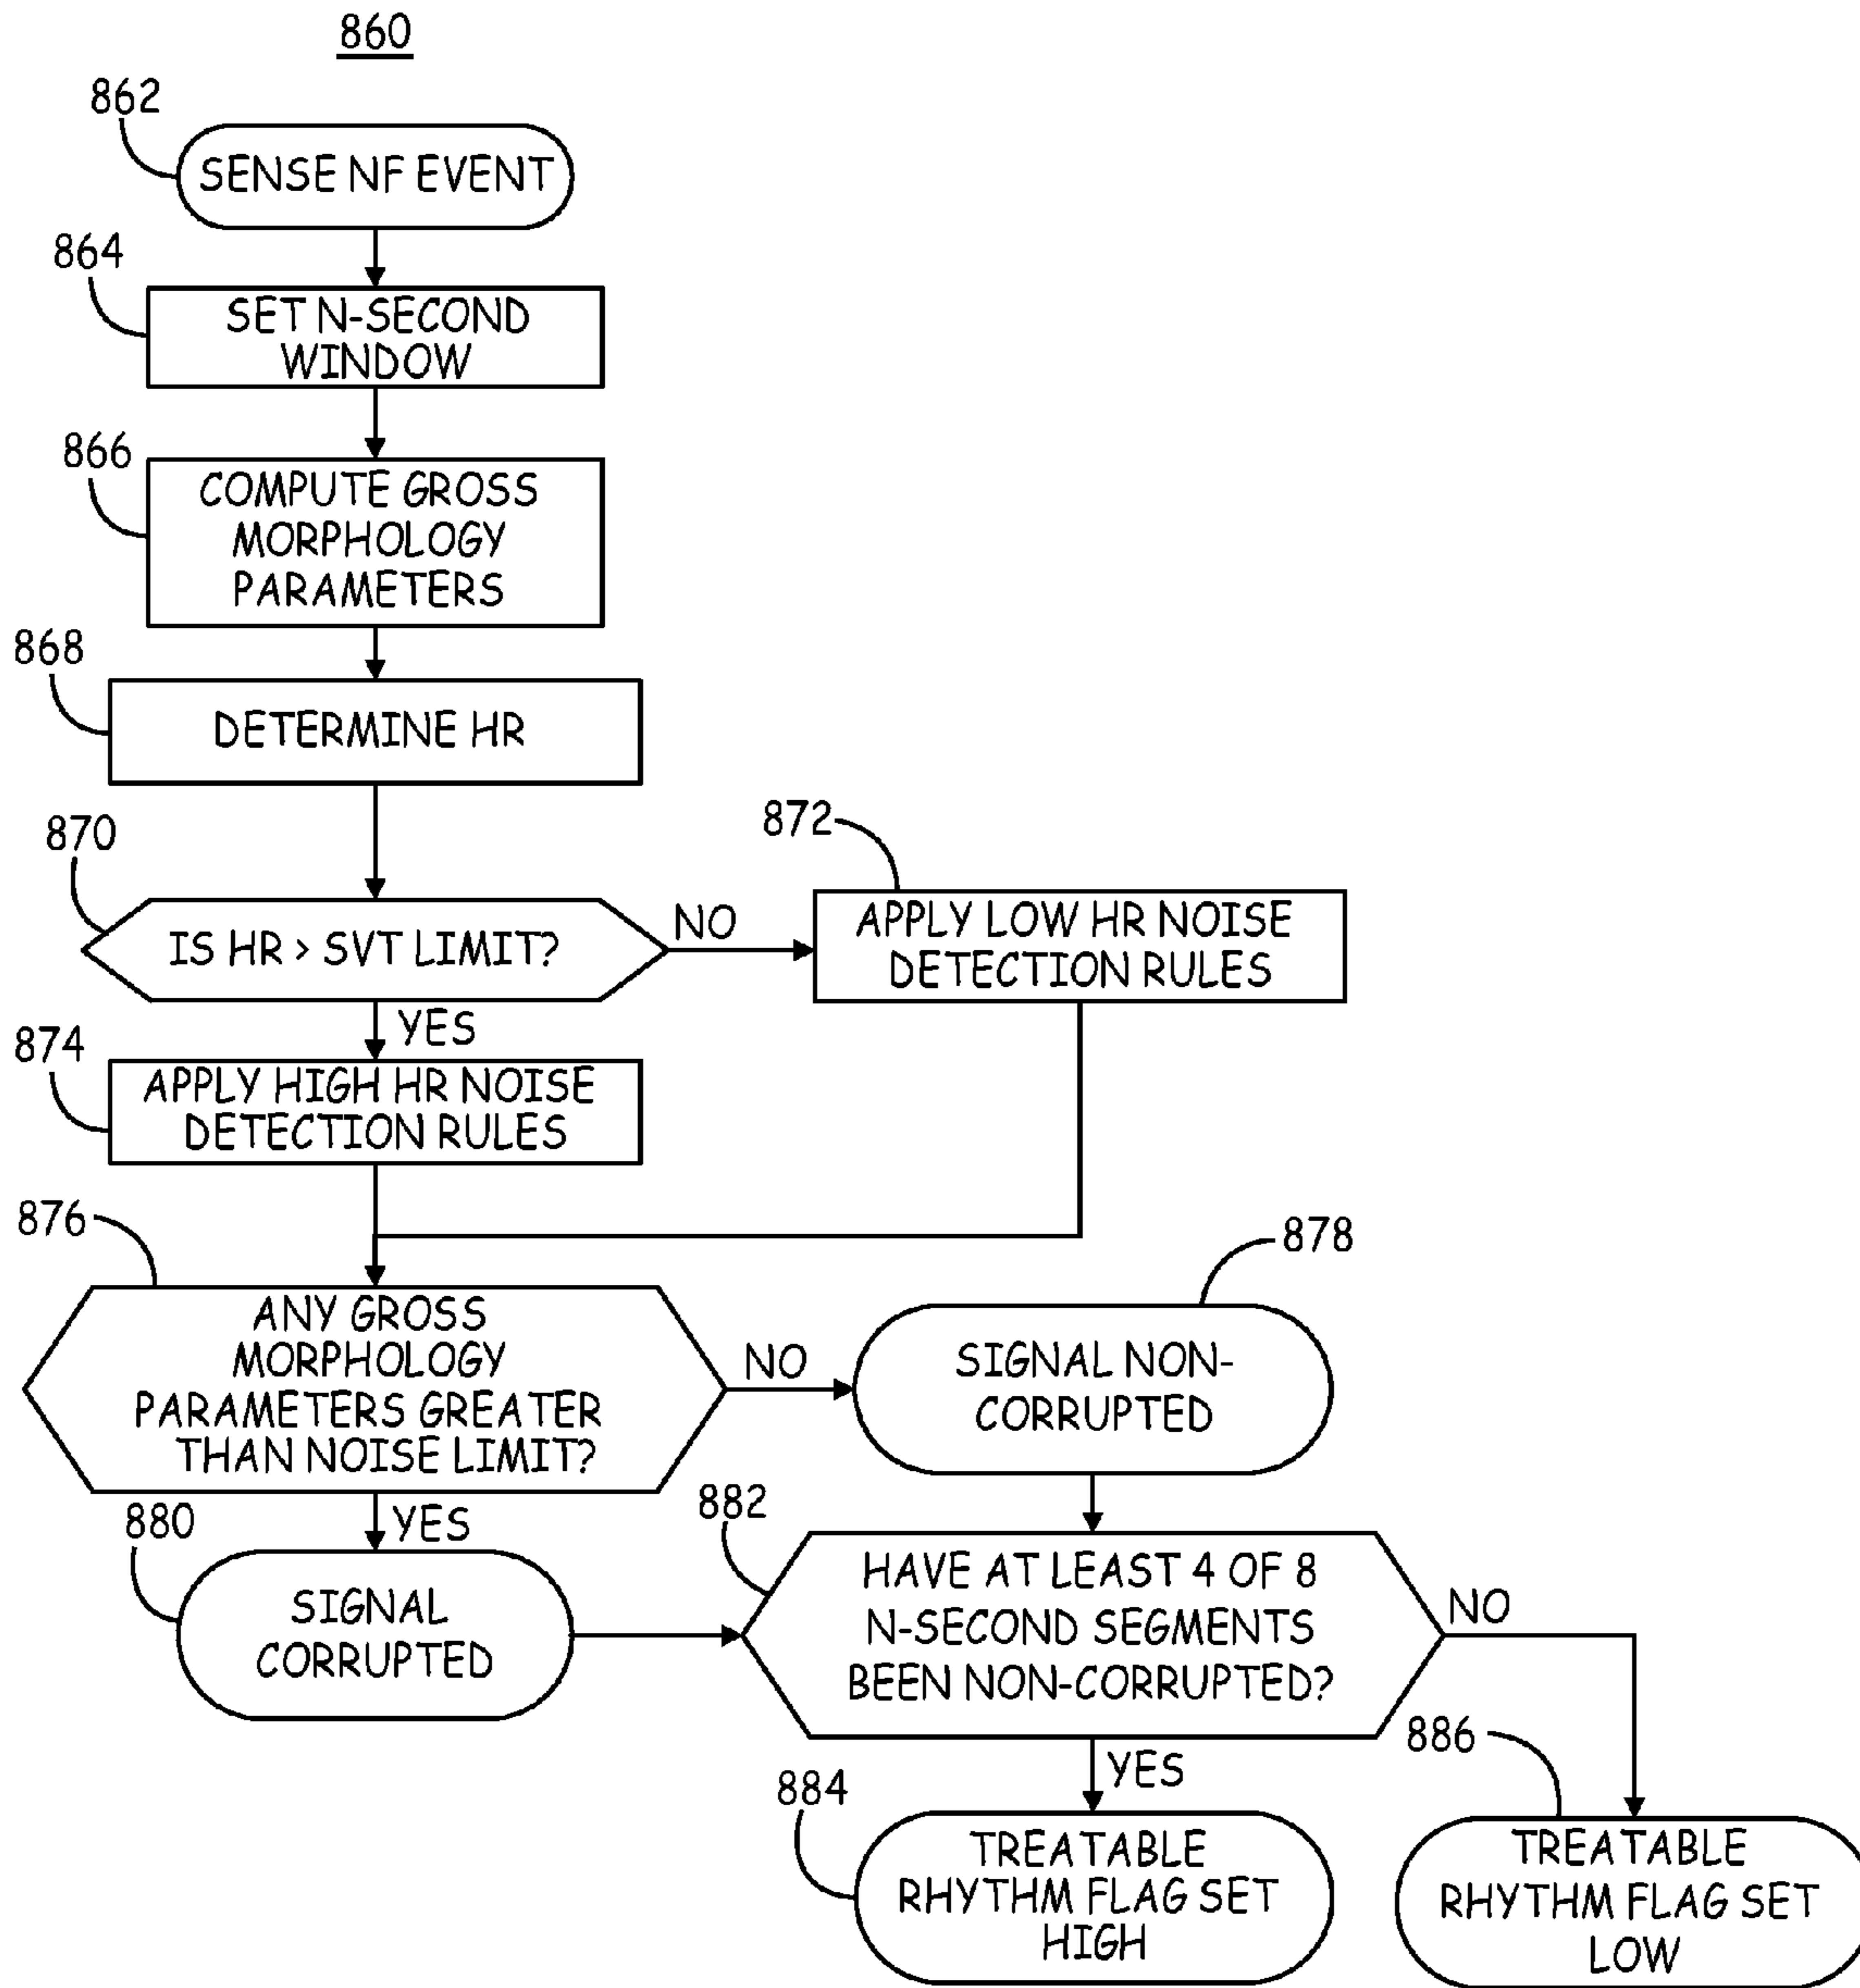 860
862
SENSE NF EVENT
864
SET N-SECOND
WINDOW
866
COMPUTE GROSS
MORPHOLOGY
PARAMETERS
868
DETERMINE HR
870
IS HR > SVT LIMIT?
NO
872
APPLY LOW HR NOISE
DETECTION RULES
YES
874
APPLY HIGH HR NOISE
DETECTION RULES
876
ANY GROSS
MORPHOLOGY
PARAMETERS GREATER
THAN NOISE LIMIT?
NO
878
SIGNAL NON-
CORRUPTED
YES
880
SIGNAL
CORRUPTED
882
HAVE AT LEAST 4 OF 8
N-SECOND SEGMENTS
BEEN NON-CORRUPTED?
NO
YES
884
TREATABLE
RHYTHM FLAG SET
HIGH
886
TREATABLE
RHYTHM FLAG SET
LOW